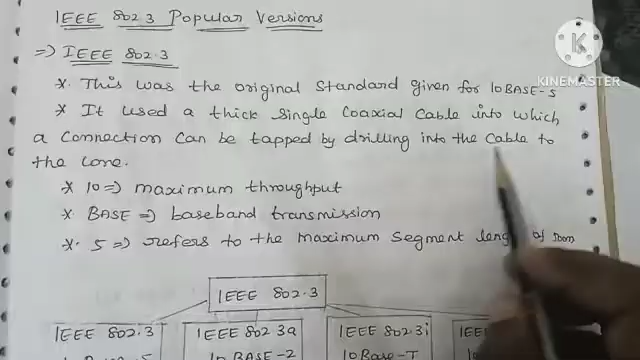 IEEE 802.3 Popular Versions
K
KINEMASTER
=> IEEE 802.3
* This was the original standard given for 10BASE-5
* It used a thick single coaxial cable into which
a connection can be tapped by drilling into the cable to
the core.
* 10 => maximum throughput
* BASE => baseband transmission
* 5 => refers to the maximum segment length of
IEEE 802.3
IEEE 802.3 IEEE 802 3a IEEE 802.3i IEEE
10 BASE-2 10 Base-T